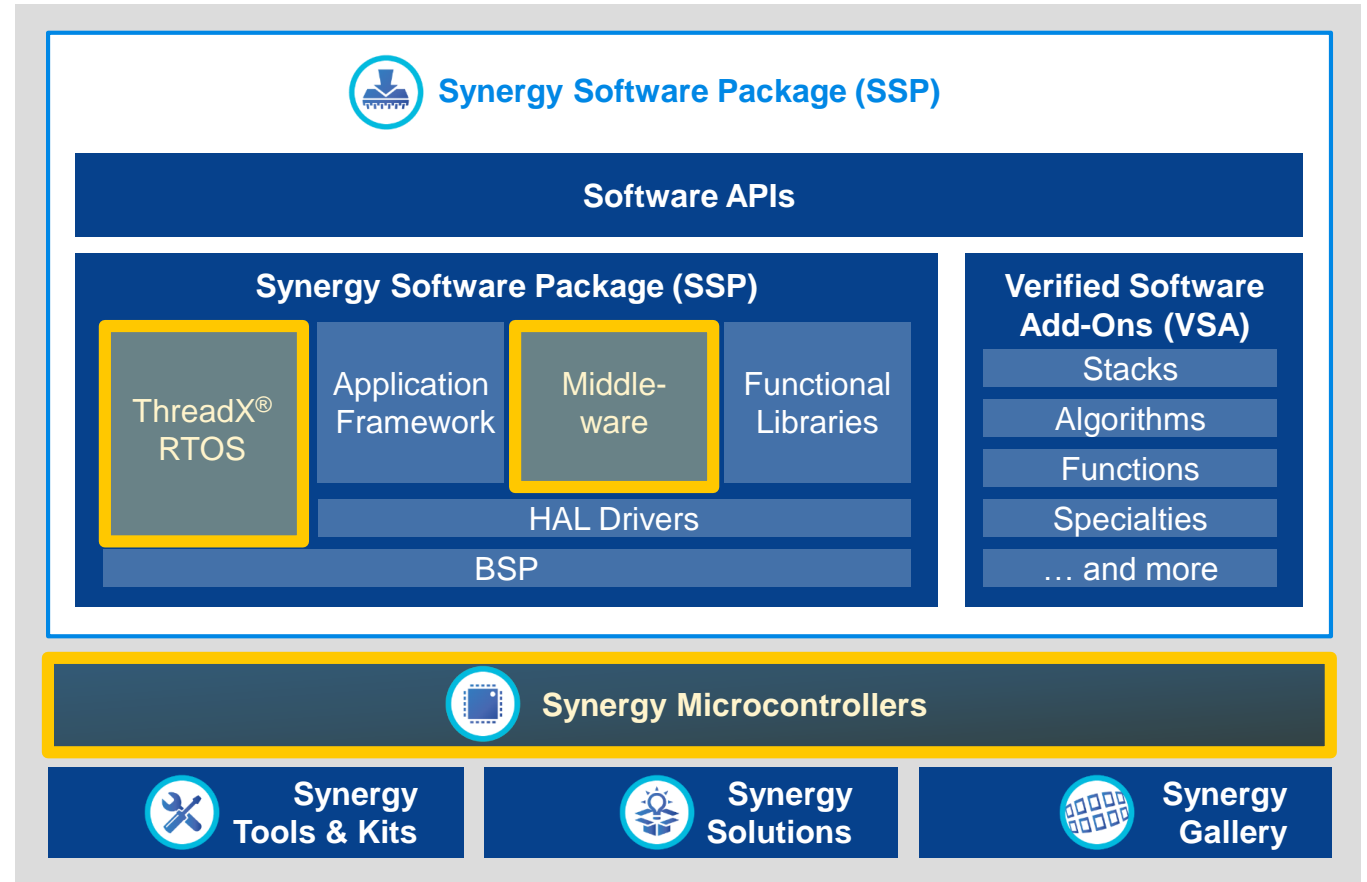 Synergy Software Package (SSP)
Software APIs
Synergy Software Package (SSP)
ThreadX®
RTOS
Application
Framework
Middle-
ware
Functional
Libraries
HAL Drivers
BSP
Verified Software
Add-Ons (VSA)
Stacks
Algorithms
Functions
Specialties
… and more
Synergy Microcontrollers
Synergy
Tools & Kits
Synergy
Solutions
Synergy
Gallery